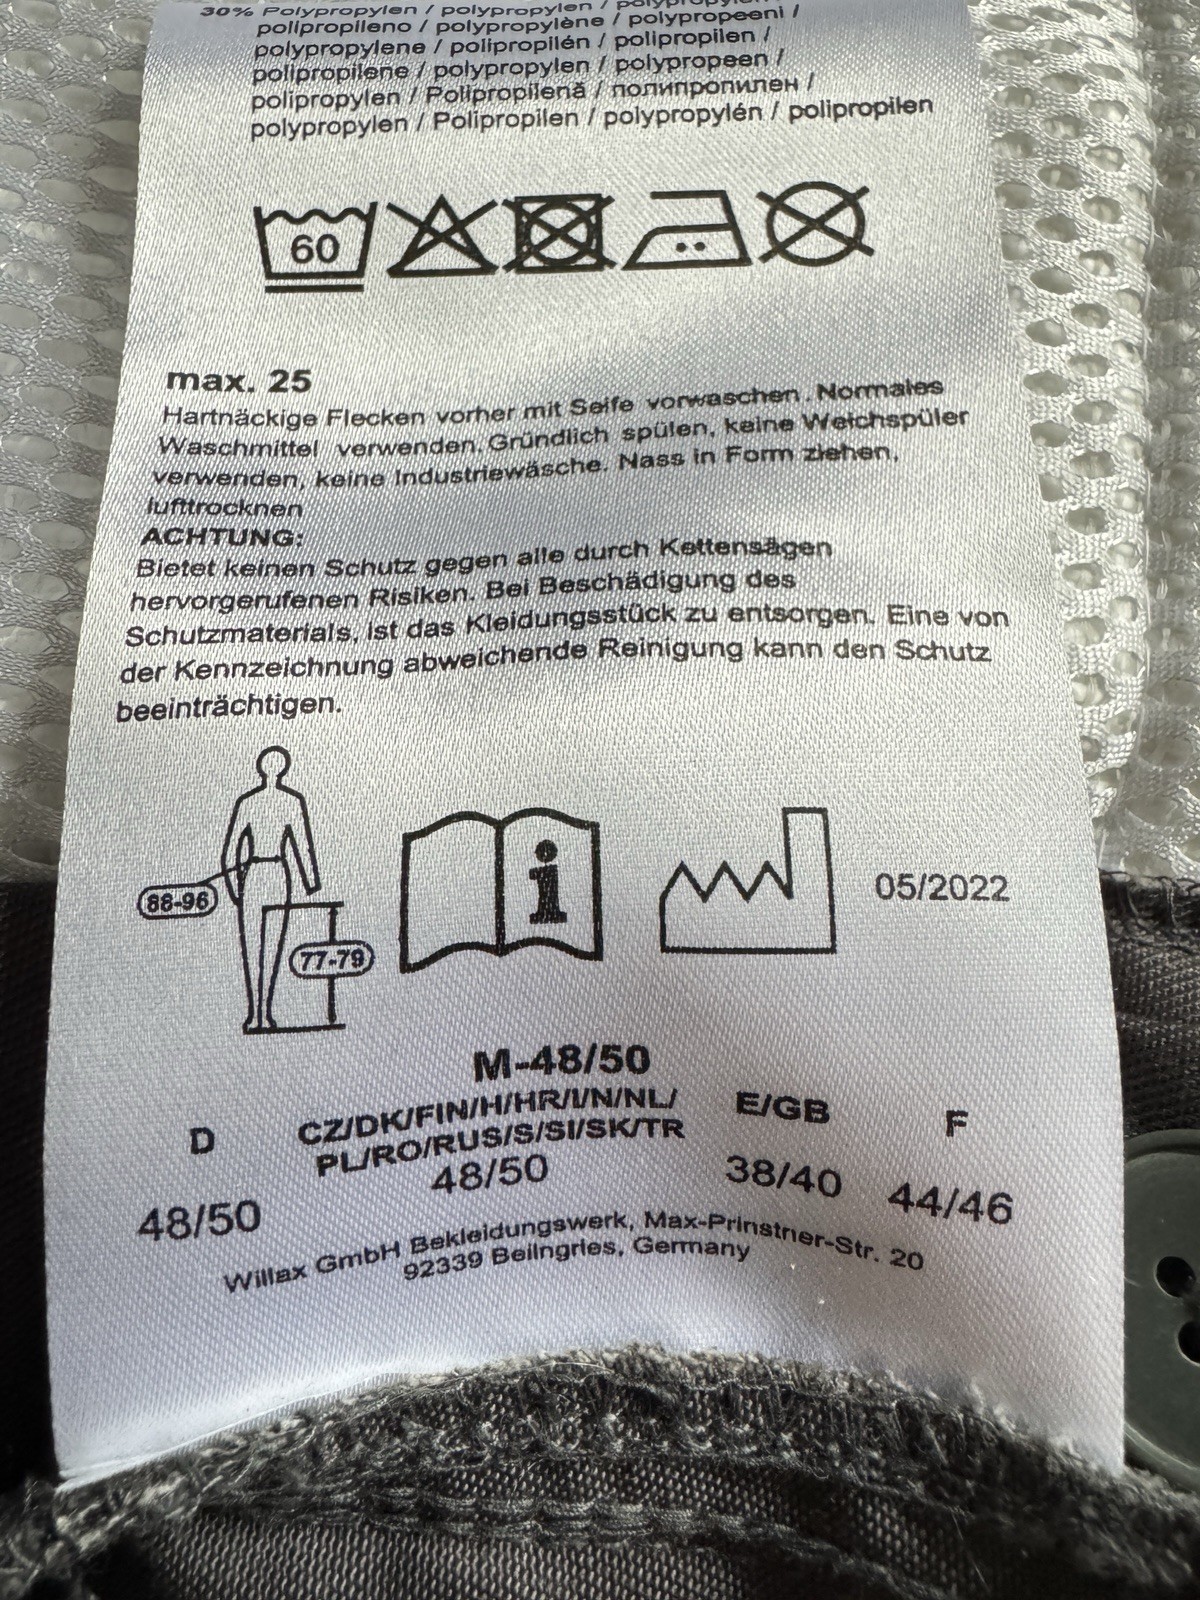 30% Polypropylen / polypropylen / polypropylen
polipropileno / polypropylène / polypropeeni /
polypropylene / polipropilén / polipropilen /
polipropilene / polypropylen / polypropeen /
polipropylen / Polipropilenă / полипропилен /
polypropylen / Polipropilen / polypropylén / polipropilen
60
max. 25
Hartnäckige Flecken vorher mit Seife vorwaschen. Normales
Waschmittel verwenden. Gründlich spülen, keine Weichspüler
verwenden, keine Industriewäsche. Nass in Form ziehen,
lufttrocknen
ACHTUNG:
Bietet keinen Schutz gegen alle durch Kettensägen
hervorgerufenen Risiken. Bei Beschädigung des
Schutzmaterials, ist das Kleidungsstück zu entsorgen. Eine von
der Kennzeichnung abweichende Reinigung kann den Schutz
beeinträchtigen.
88-96
77-79
i
05/2022
M-48/50
D
CZ/DK/FIN/H/HR/I/N/NL/
PL/RO/RUS/S/SI/SK/TR
E/GB
F
48/50
48/50
38/40
44/46
Willax GmbH Bekleidungswerk, Max-Prinstner-Str. 20
92339 Beilngries, Germany